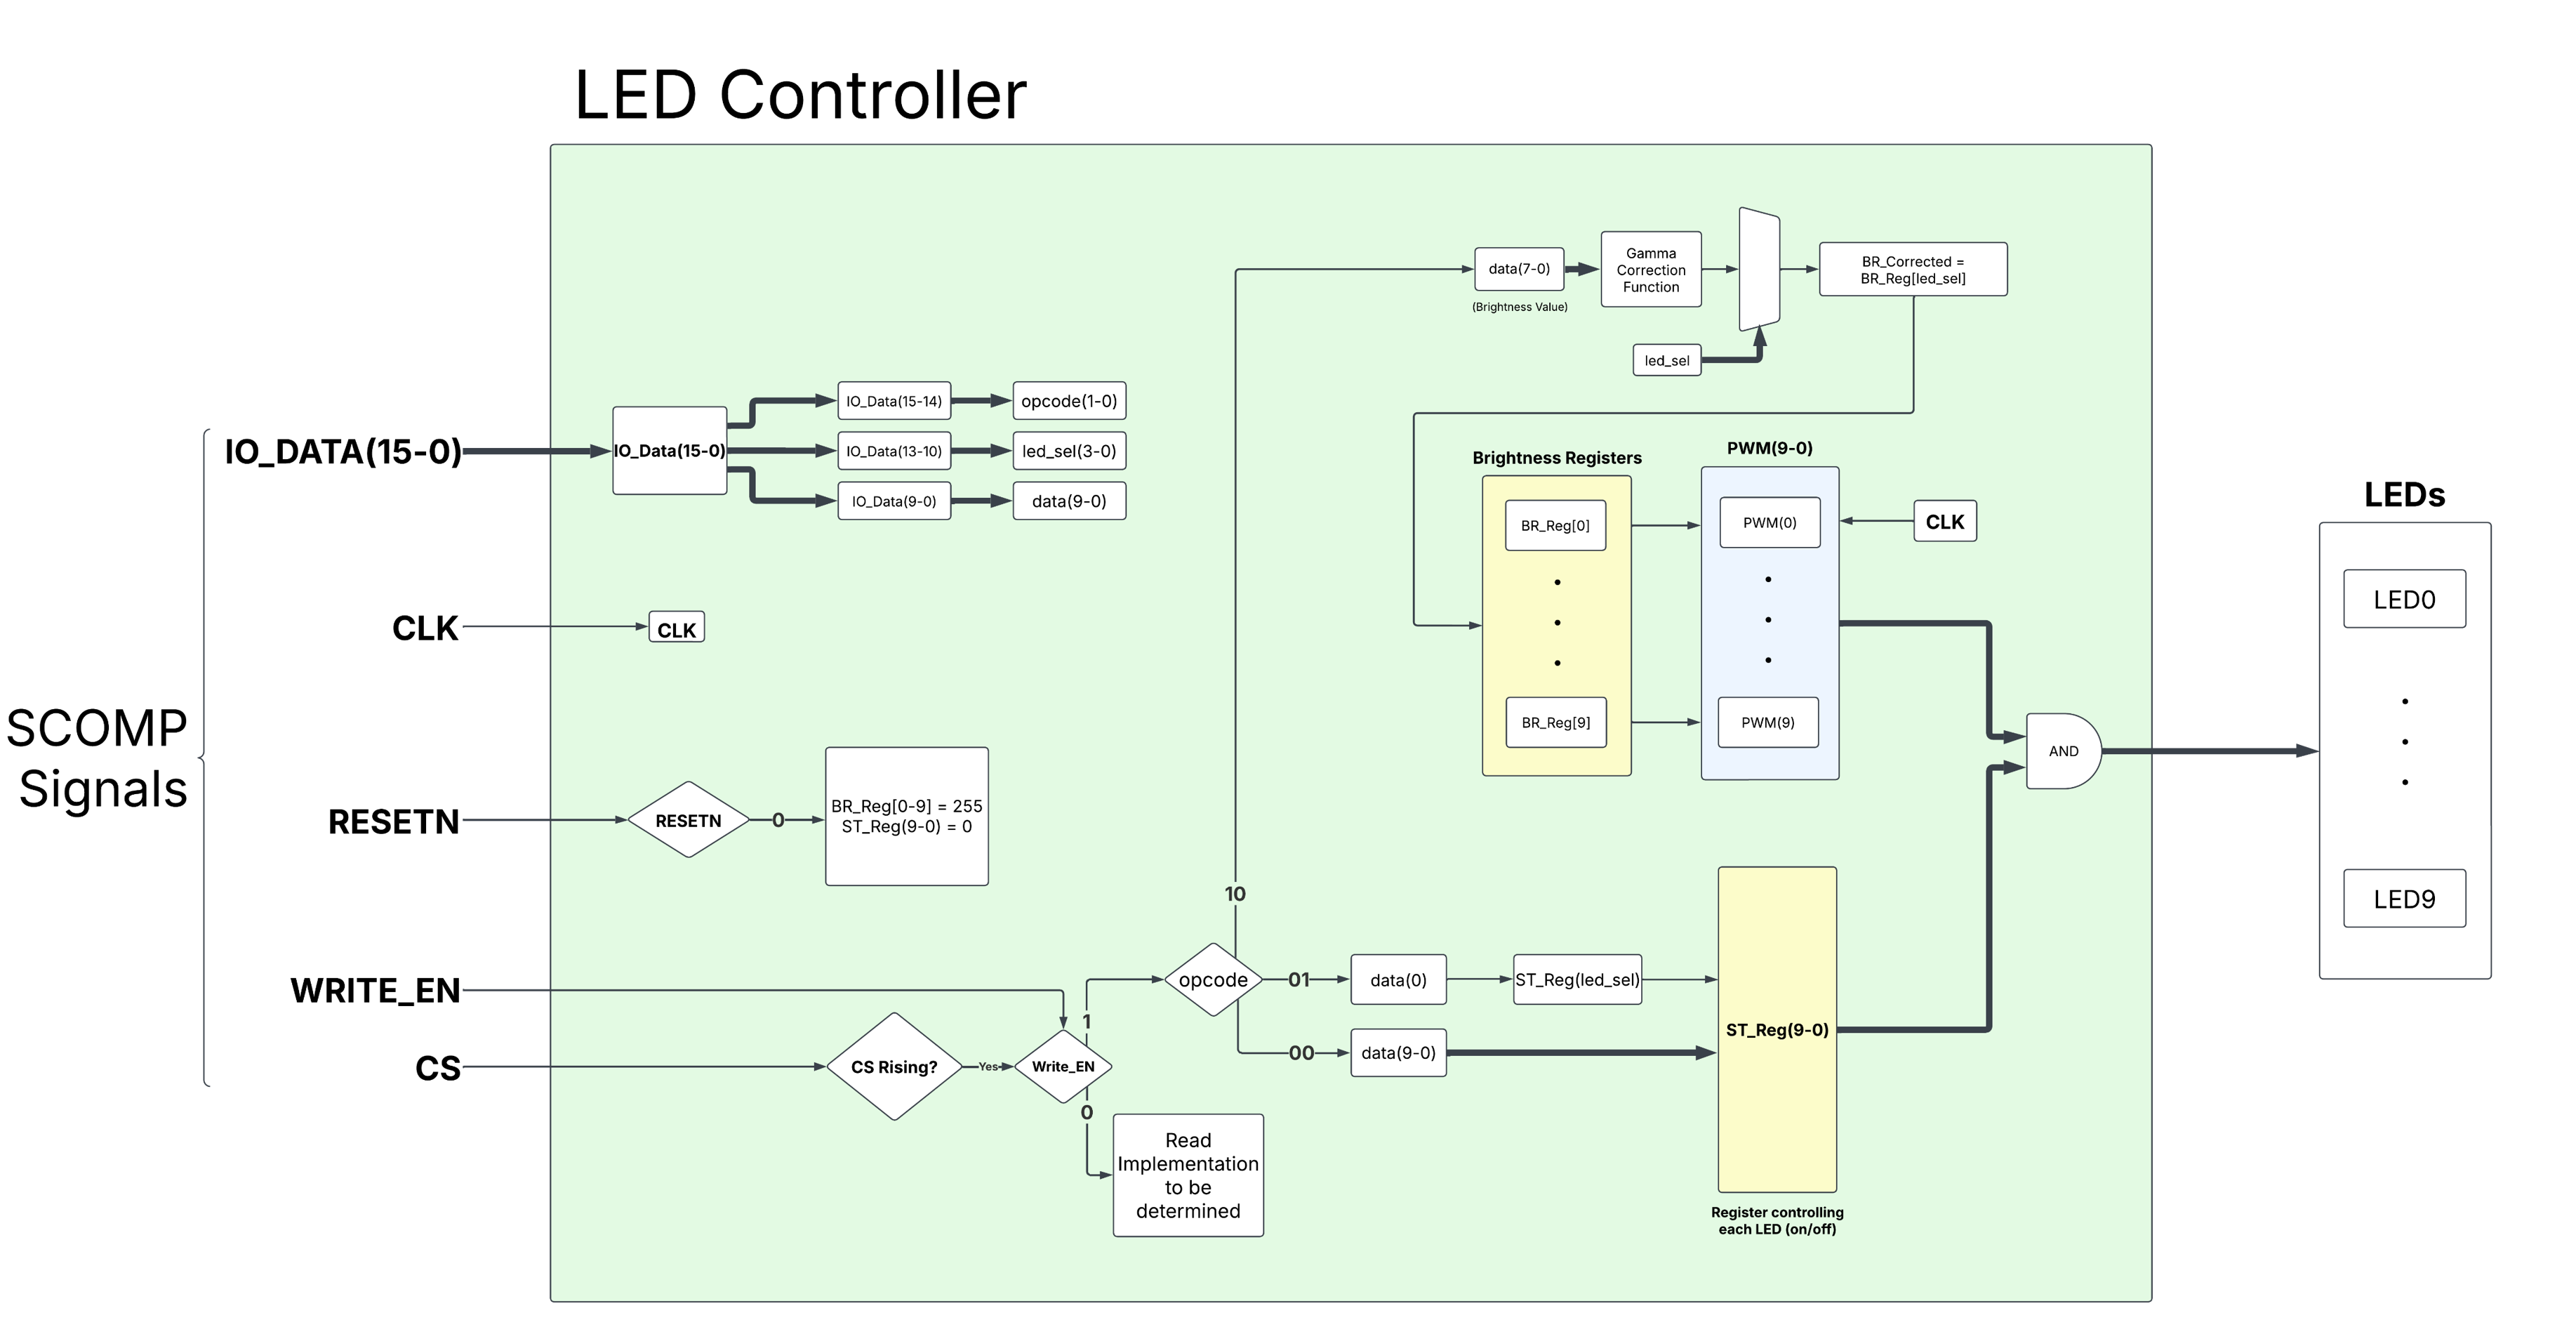 LED Controller
SCOMP
Signals
IO_DATA(15-0)
CLK
RESETN
WRITE_EN
CS
IO_Data(15-0)
IO_Data(15-14)
opcode(1-0)
IO_Data(13-10)
led_sel(3-0)
IO_Data(9-0)
data(9-0)
CLK
RESETN
0
BR_Reg[0-9] = 255
ST_Reg(9-0) = 0
CS Rising?
Yes
Write_EN
1
0
Read
Implementation
to be
determined
opcode
10
01
00
data(7-0)
(Brightness Value)
Gamma
Correction
Function
led_sel
BR_Corrected =
BR_Reg[led_sel]
Brightness Registers
BR_Reg[0]
BR_Reg[9]
PWM(9-0)
PWM(0)
PWM(9)
CLK
data(0)
ST_Reg(led_sel)
data(9-0)
ST_Reg(9-0)
Register controlling
each LED (on/off)
AND
LEDs
LED0
LED9